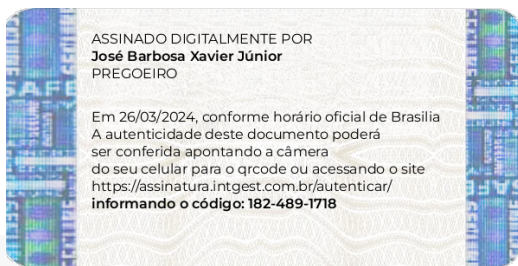 ASSINADO DIGITALMENTE POR
José Barbosa Xavier Júnior
PREGOEIRO
Em 26/03/2024, conforme horário oficial de Brasilia
A autenticidade deste documento poderá
ser conferida apontando a câmera
do seu celular para o qrcode ou acessando o site
https://assinatura.intgest.com.br/autenticar/
informando o código: 182-489-1718